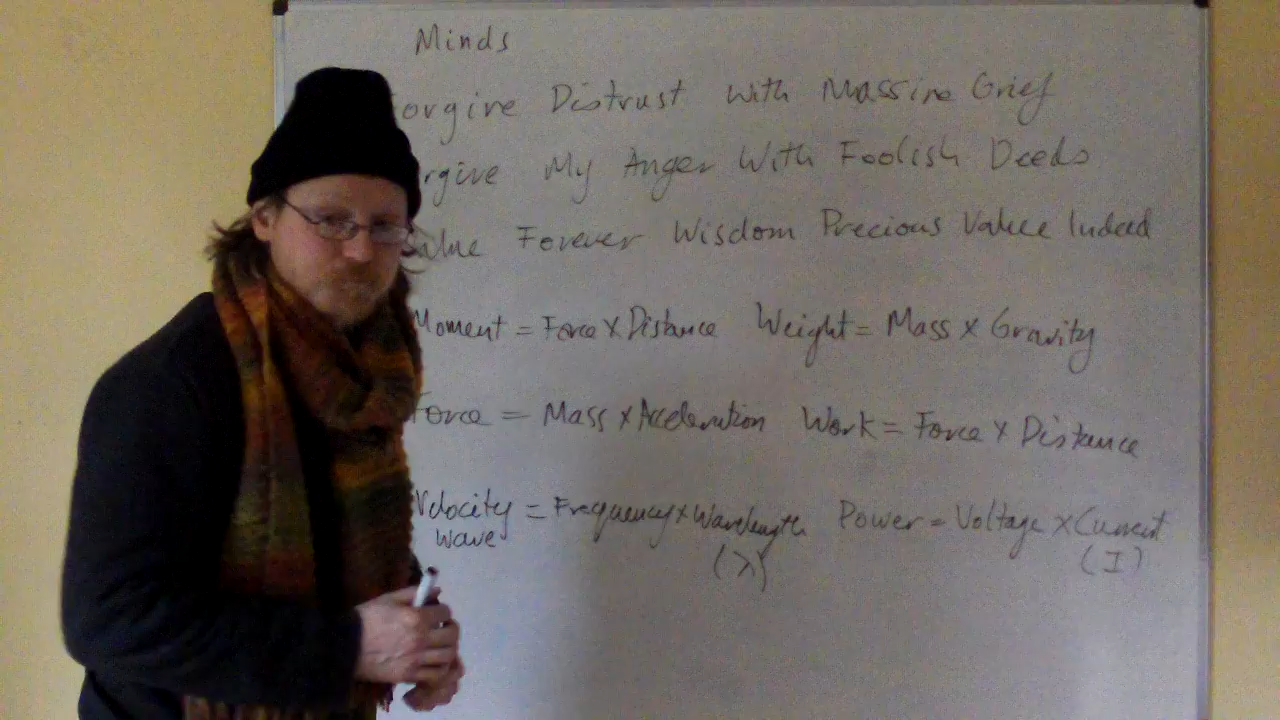 Minds
orgive Distrust With Massive Grief
rgive My Anger With Foolish Deeds
alue Forever Wisdom Precious Value Indeed
Moment = Force X Distance Weight = Mass X Gravity
Force = Mass X Acceleration Work = Force X Distance
Velocity = Frequency X Wavelength Power = Voltage X Current
wave (λ) (I)